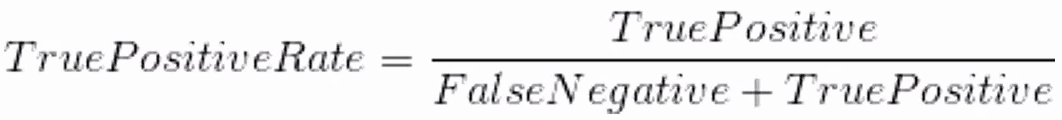 TruePositiveRate = TruePositive
FalseNegative + TruePositive